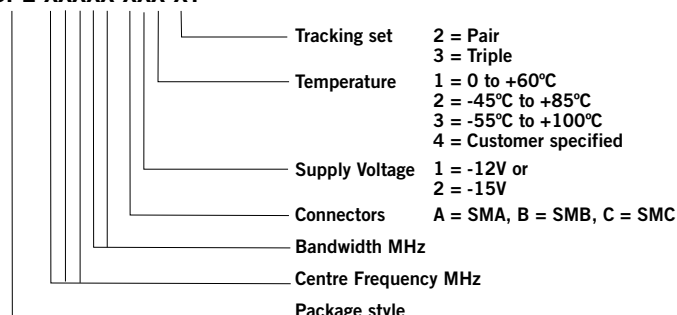 Tracking set 2 = Pair
3 = Triple
Temperature 1 = 0 to +60ºC
2 = -45ºC to +85ºC
3 = -55ºC to +100ºC
4 = Customer specified
Supply Voltage 1 = -12V or
2 = -15V
Connectors A = SMA, B = SMB, C = SMC
Bandwidth MHz
Centre Frequency MHz
Package style